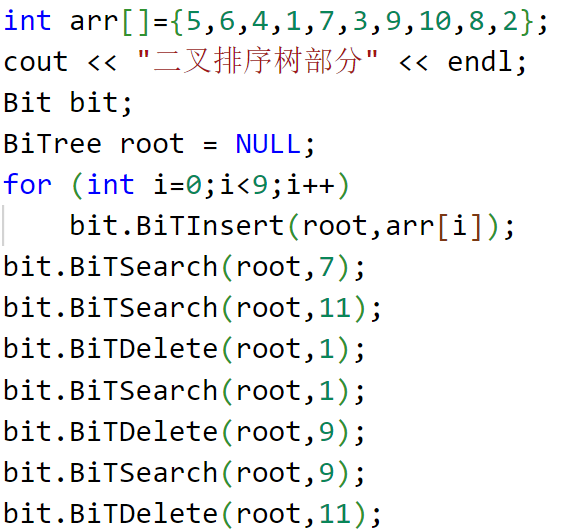 int arr[]={5,6,4,1,7,3,9,10,8,2};
cout << "二叉排序树部分" << endl;
Bit bit;
BiTree root = NULL;
for (int i=0;i<9;i++)
    bit.BiTInsert(root,arr[i]);
bit.BiTSearch(root,7);
bit.BiTSearch(root,11);
bit.BiTDelete(root,1);
bit.BiTSearch(root,1);
bit.BiTDelete(root,9);
bit.BiTSearch(root,9);
bit.BiTDelete(root,11);